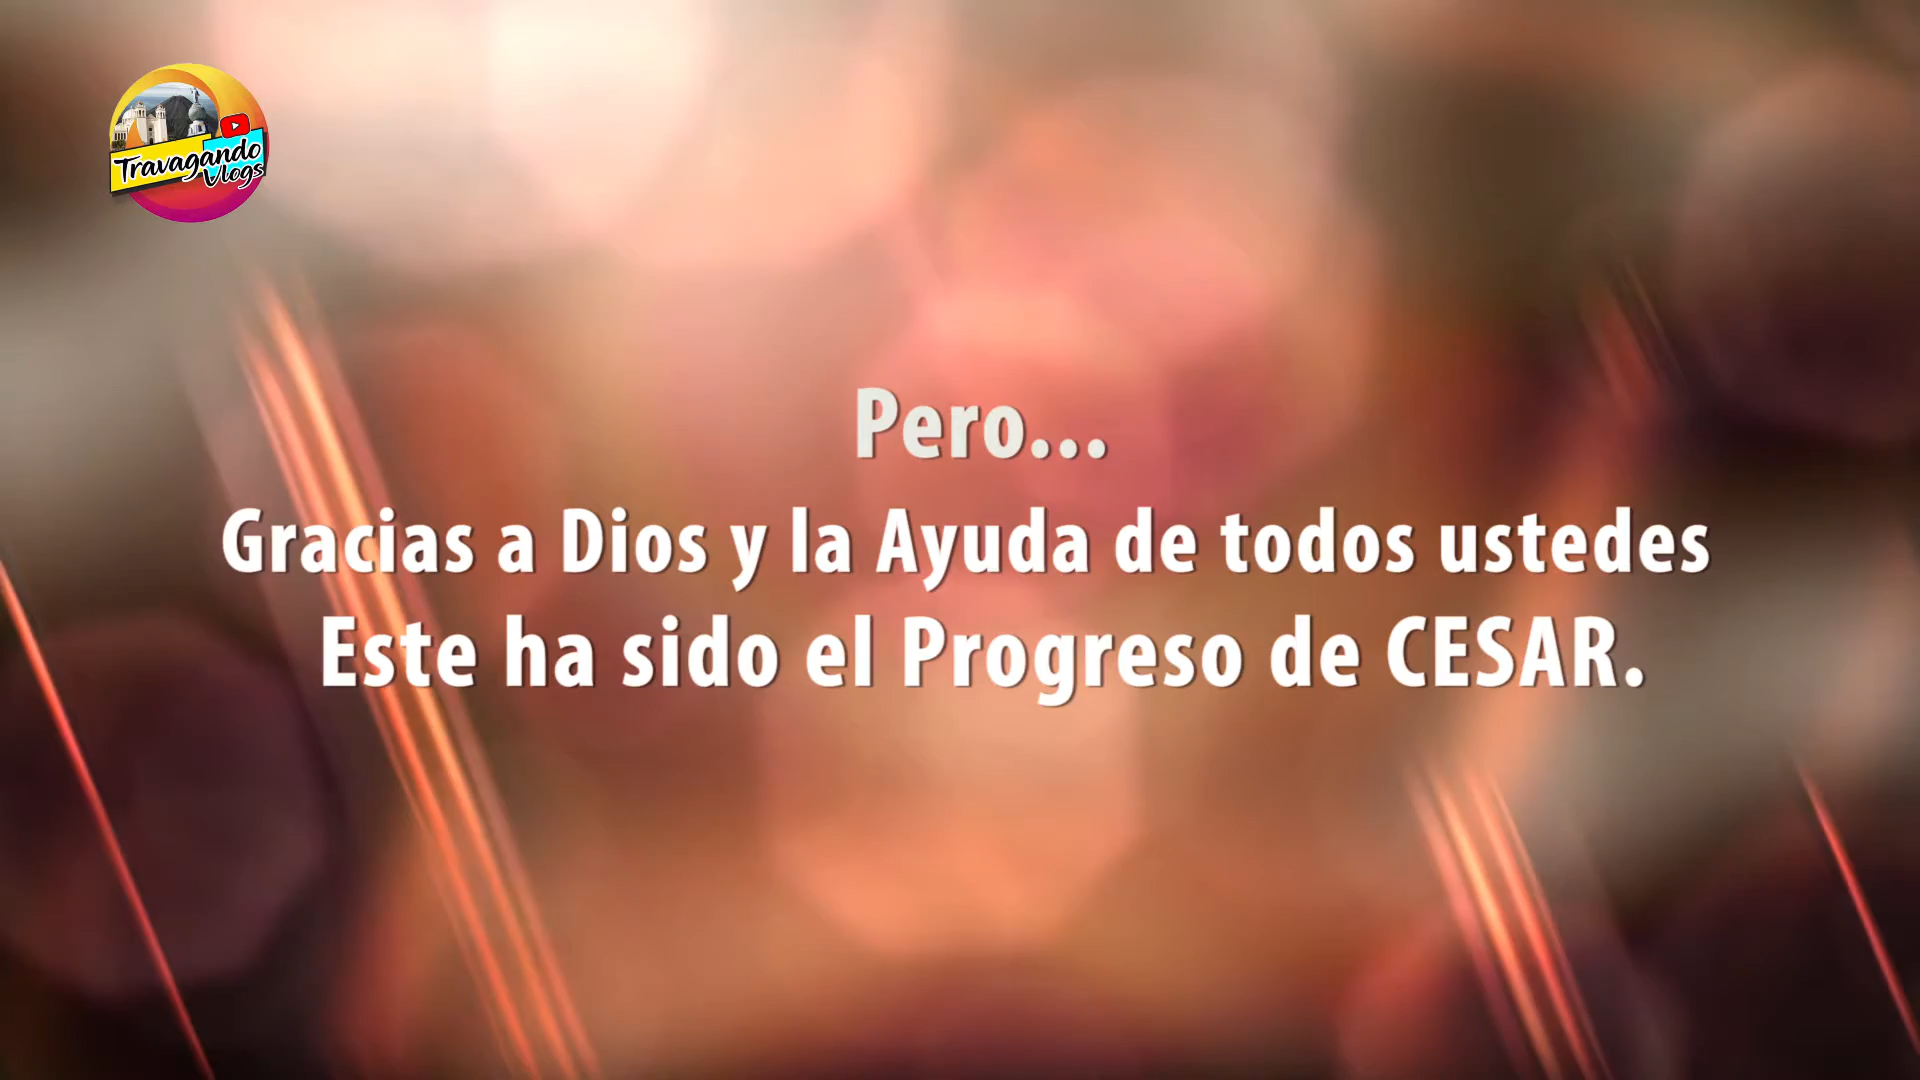 Travagando
Vlogs
Pero...
Gracias a Dios y la Ayuda de todos ustedes
Este ha sido el Progreso de CESAR.